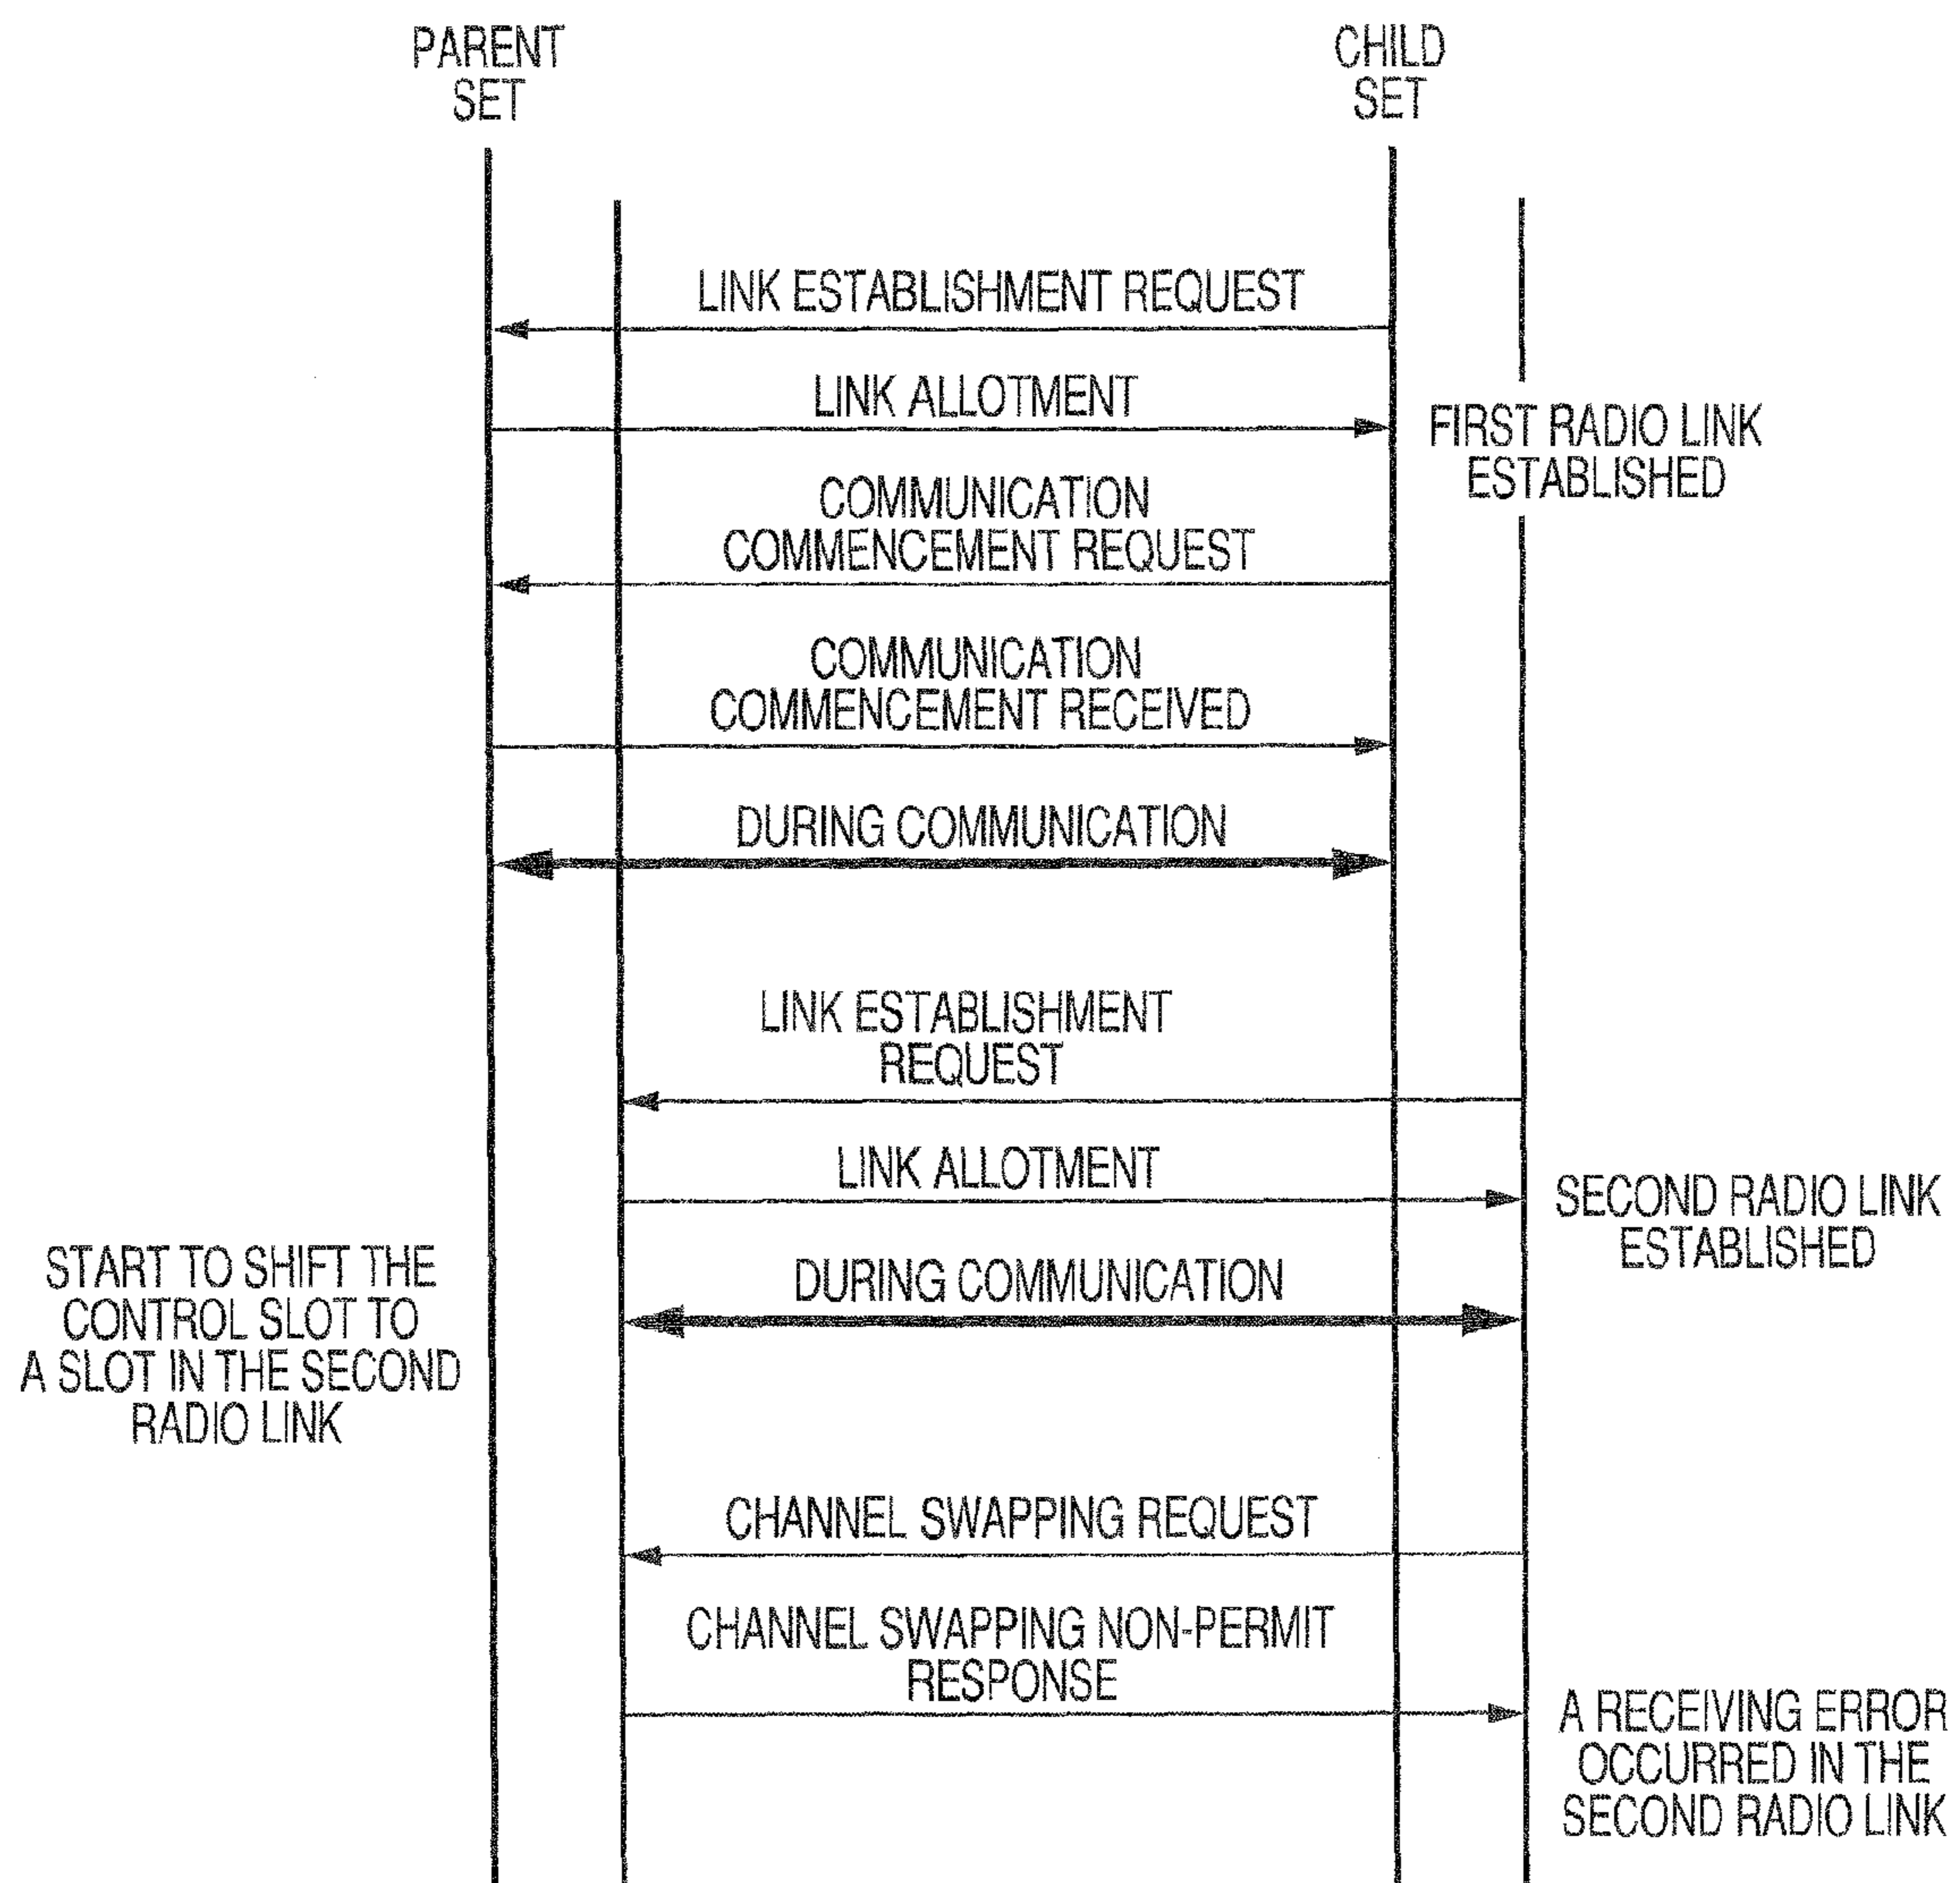 PARENT
SET
CHILD
SET
LINK ESTABLISHMENT REQUEST
LINK ALLOTMENT
FIRST RADIO LINK
ESTABLISHED
COMMUNICATION
COMMENCEMENT REQUEST
COMMUNICATION
COMMENCEMENT RECEIVED
DURING COMMUNICATION
LINK ESTABLISHMENT
REQUEST
LINK ALLOTMENT
SECOND RADIO LINK
ESTABLISHED
START TO SHIFT THE
CONTROL SLOT TO
A SLOT IN THE SECOND
RADIO LINK
DURING COMMUNICATION
CHANNEL SWAPPING REQUEST
CHANNEL SWAPPING NON-PERMIT
RESPONSE
A RECEIVING ERROR
OCCURRED IN THE
SECOND RADIO LINK